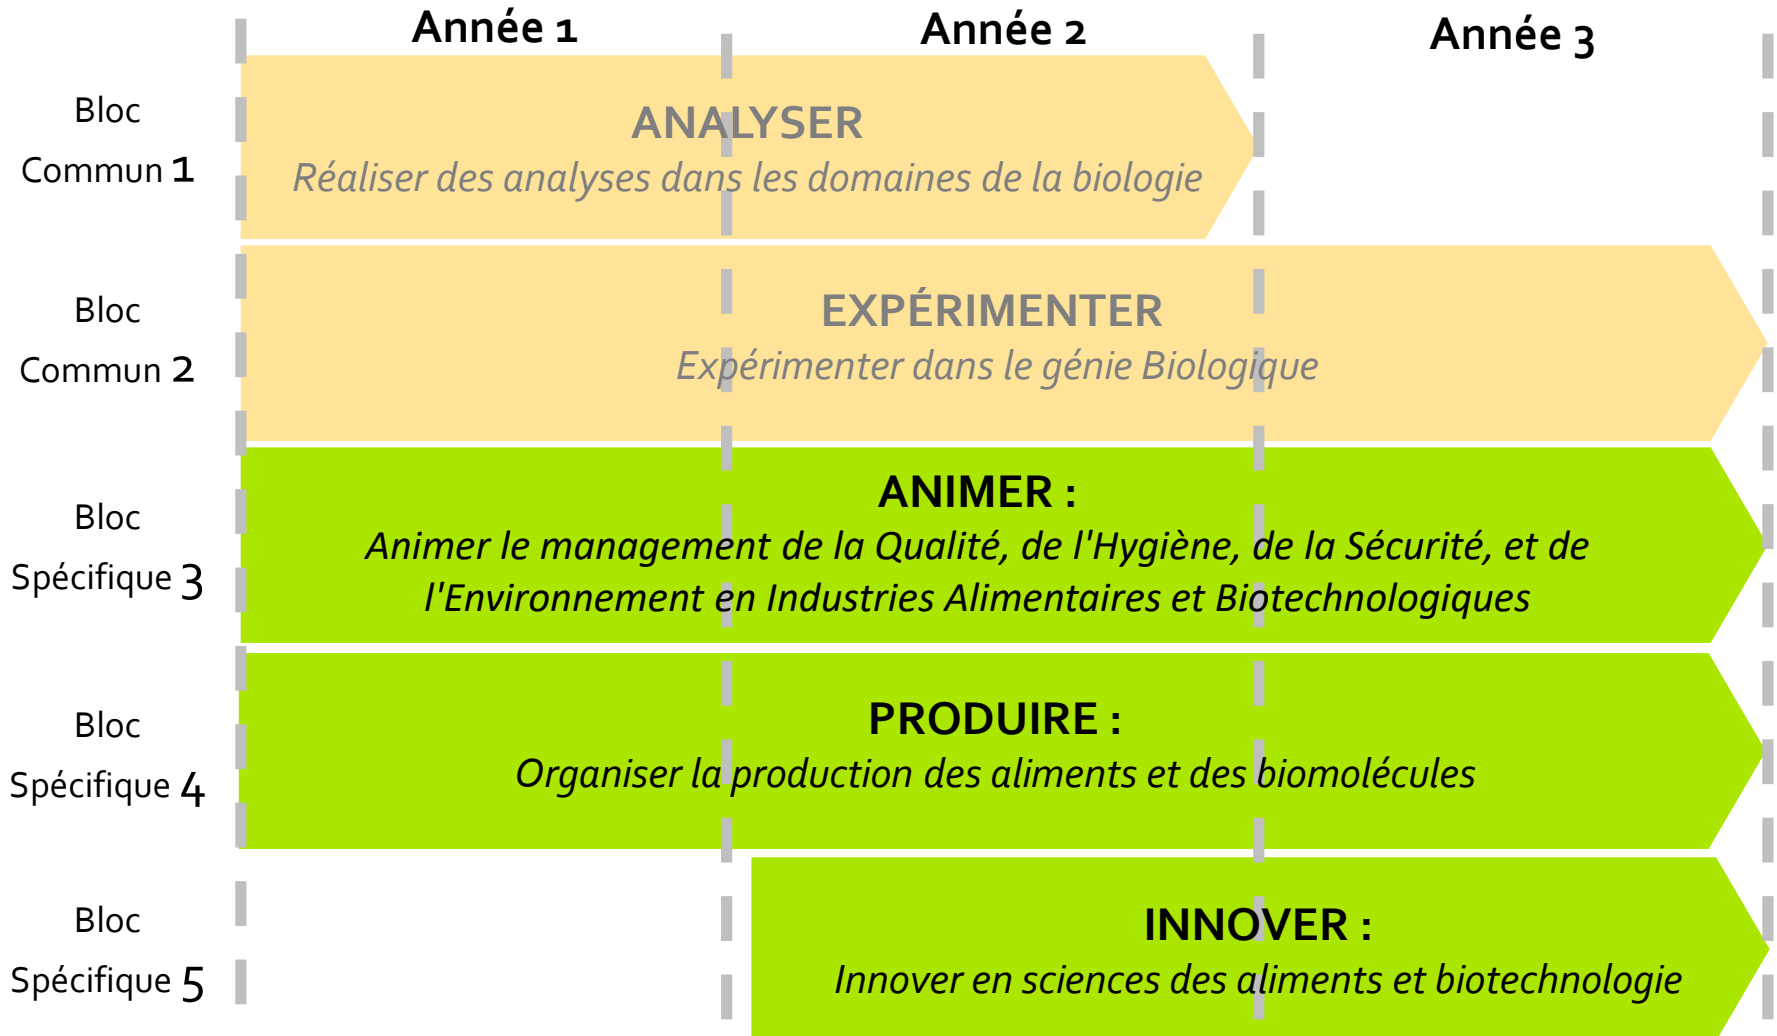 Année 1
Année 2
Année 3
Bloc
Commun 1
ANALYSER
Réaliser des analyses dans les domaines de la biologie
Bloc
Commun 2
EXPÉRIMENTER
Expérimenter dans le génie Biologique
Bloc
Spécifique 3
ANIMER :
Animer le management de la Qualité, de l'Hygiène, de la Sécurité, et de
l'Environnement en Industries Alimentaires et Biotechnologiques
Bloc
Spécifique 4
PRODUIRE :
Organiser la production des aliments et des biomolécules
Bloc
Spécifique 5
INNOVER :
Innover en sciences des aliments et biotechnologie